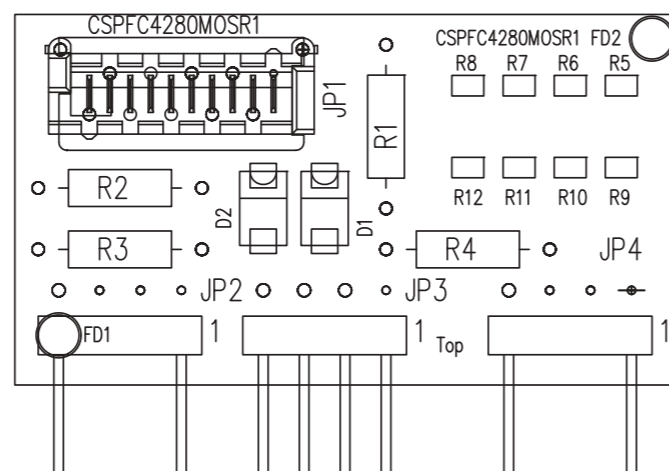 CSPFC4280MOSR1
CSPFC4280MOSR1 FD2
R8 R7 R6 R5
JP1
R1
R2
R12 R11 R10 R9
D2
D1
R3
R4
JP4
JP2
JP3
FD1
1
1
Top
1